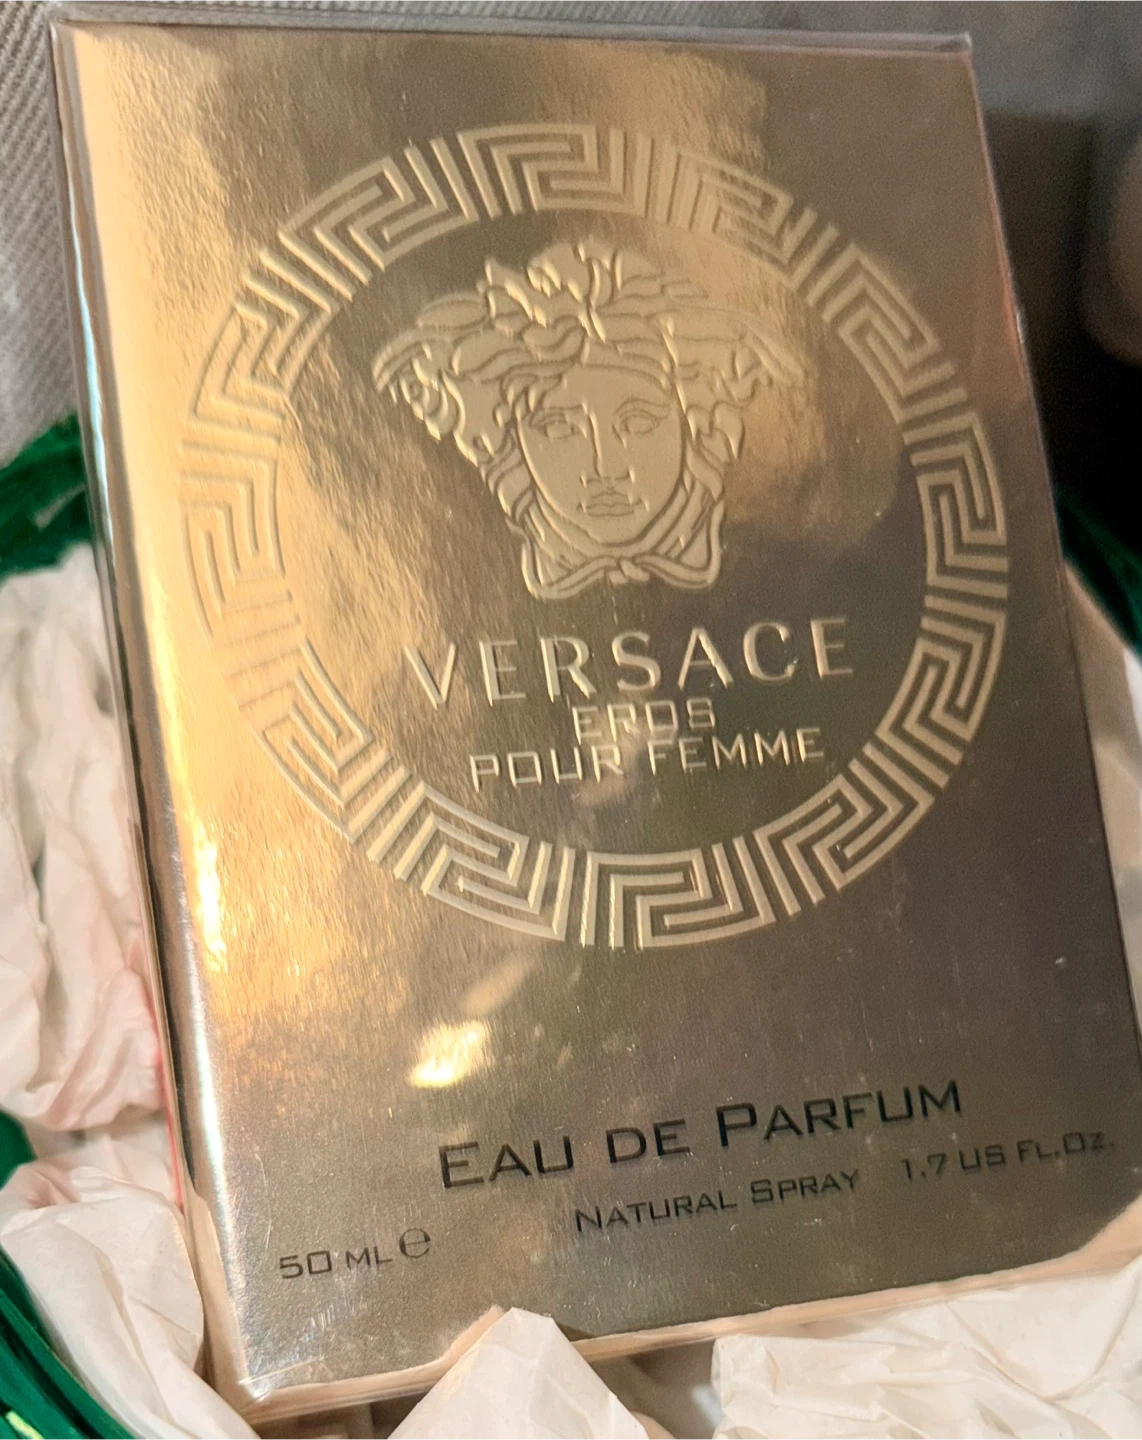 VERSACE
EROS
POUR FEMME
EAU DE PARFUM
NATURAL SPRAY 1.7 US FL.OZ.
50 ML ℮